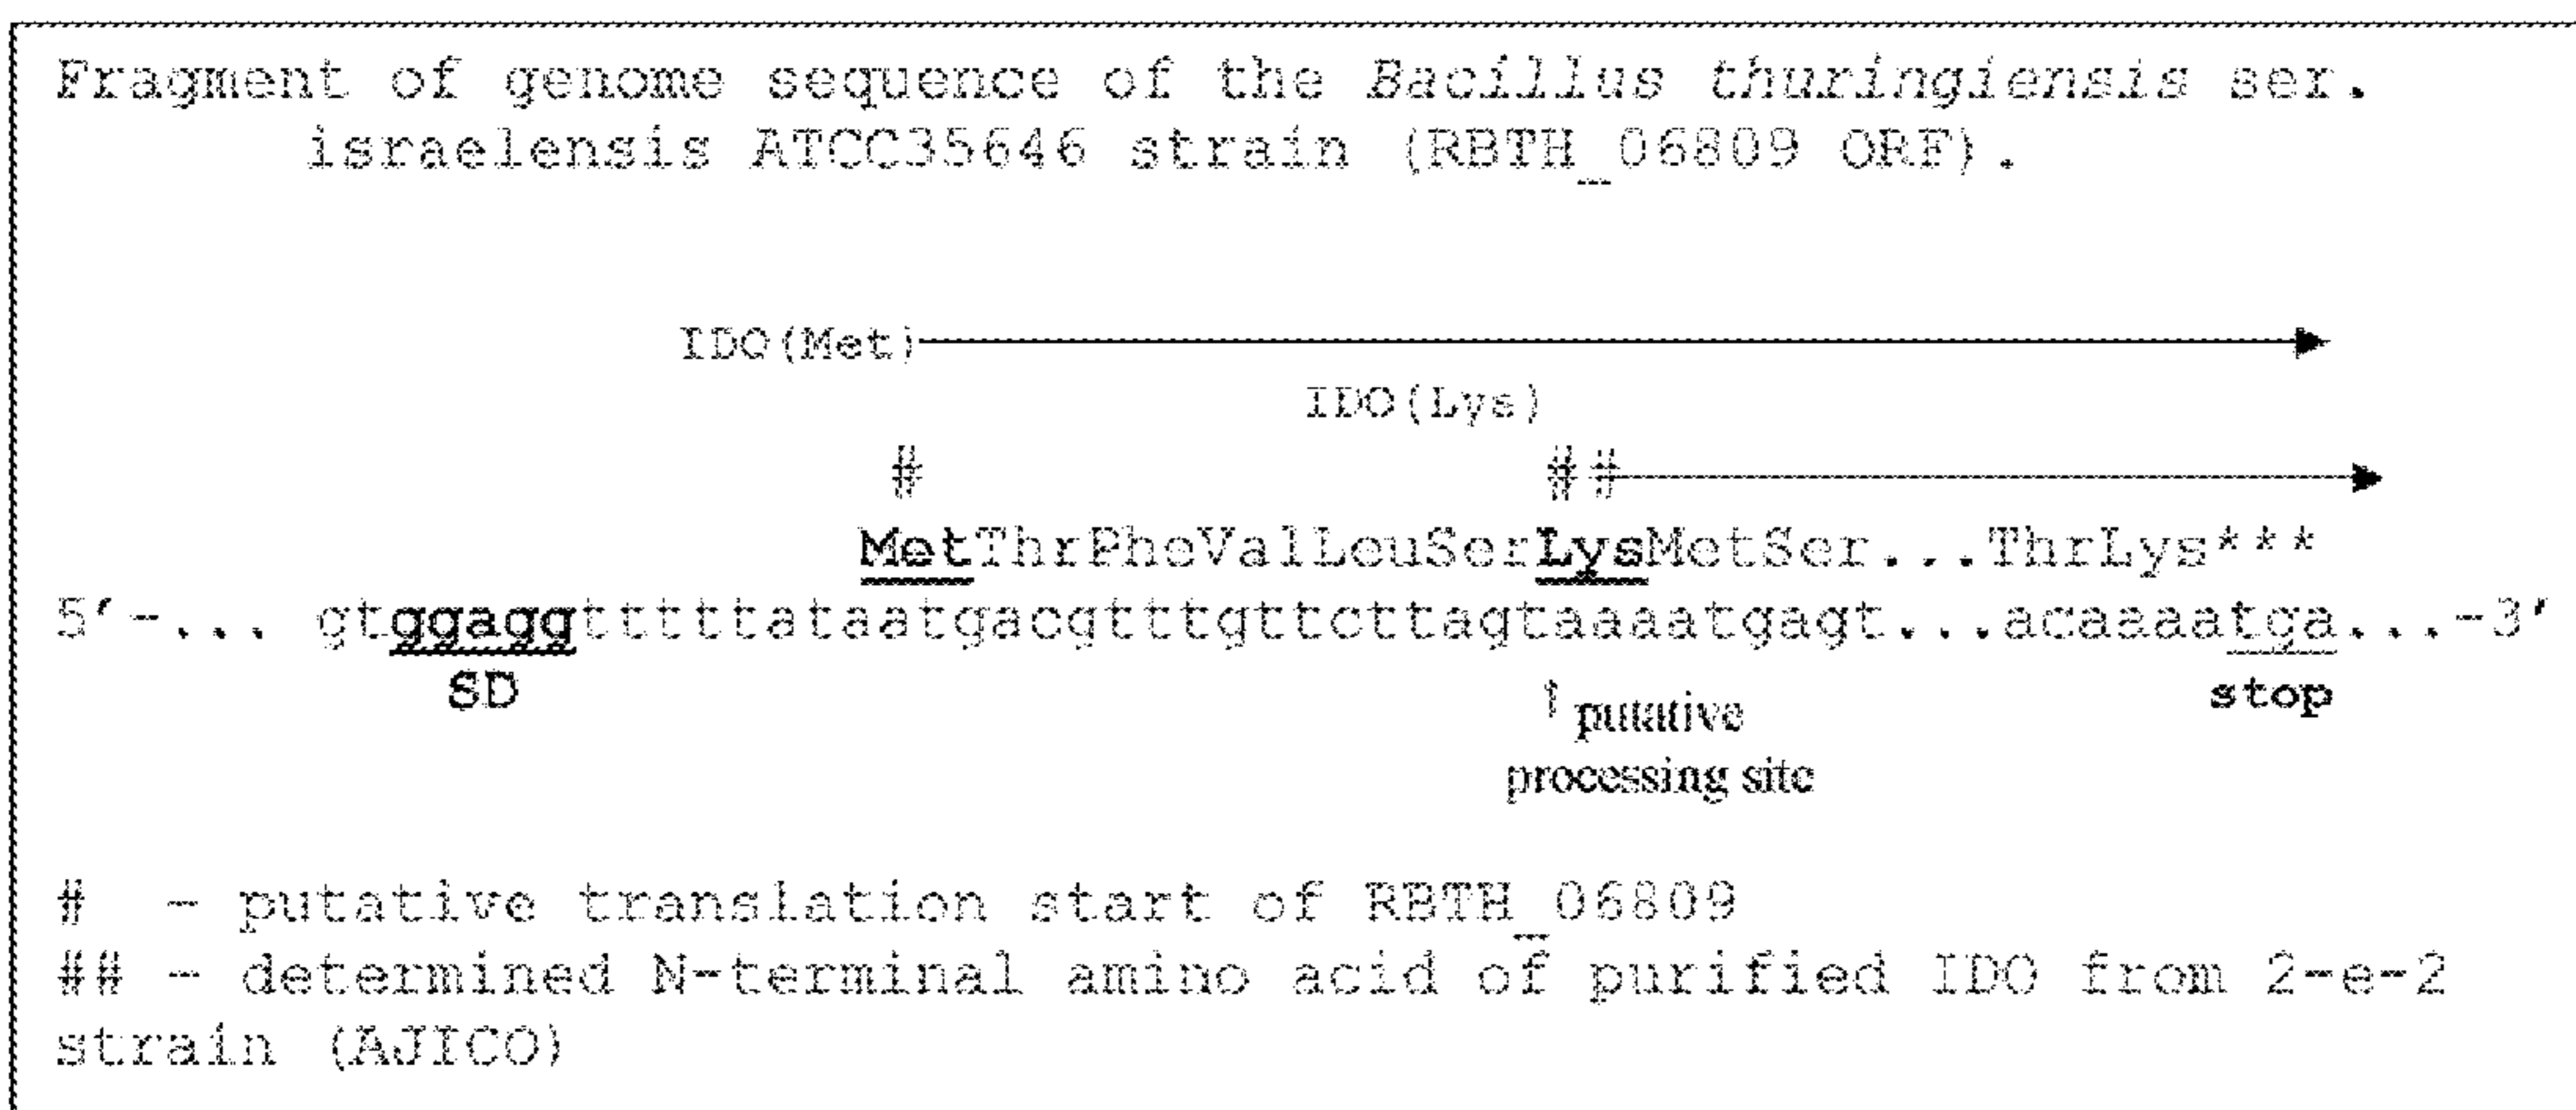 Fragment of genome sequence of the Bacillus thuringiensis ser.
israelensis ATCC35646 strain (RBTH_06809 ORF).
IDO(Met)
IDO(Lys)
# ##
MetThrPheValLeuSerLysMetSer...ThrLys***
5'-... gtggaggtttttataatgacgtttgttcttagtaaaatgagt...acaaaatga...-3'
SD stop
↑ putative
processing site
# - putative translation start of RBTH_06809
## - determined N-terminal amino acid of purified IDO from 2-e-2
strain (AJICO)